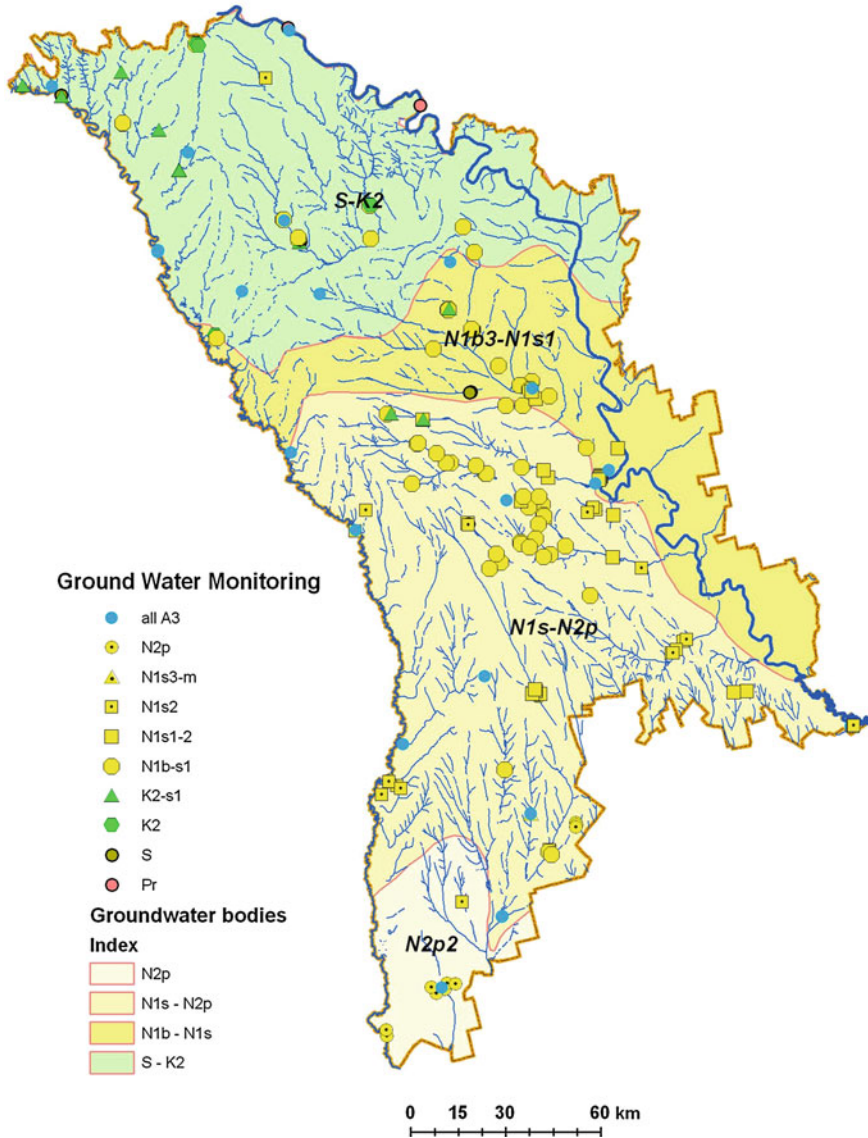 S-K2
N1b3-N1s1
N1s-N2p
N2p2
Ground Water Monitoring
all A3
N2p
N1s3-m
N1s2
N1s1-2
N1b-s1
K2-s1
K2
S
Pr
Groundwater bodies
Index
N2p
N1s - N2p
N1b - N1s
S - K2
0 15 30 60 km